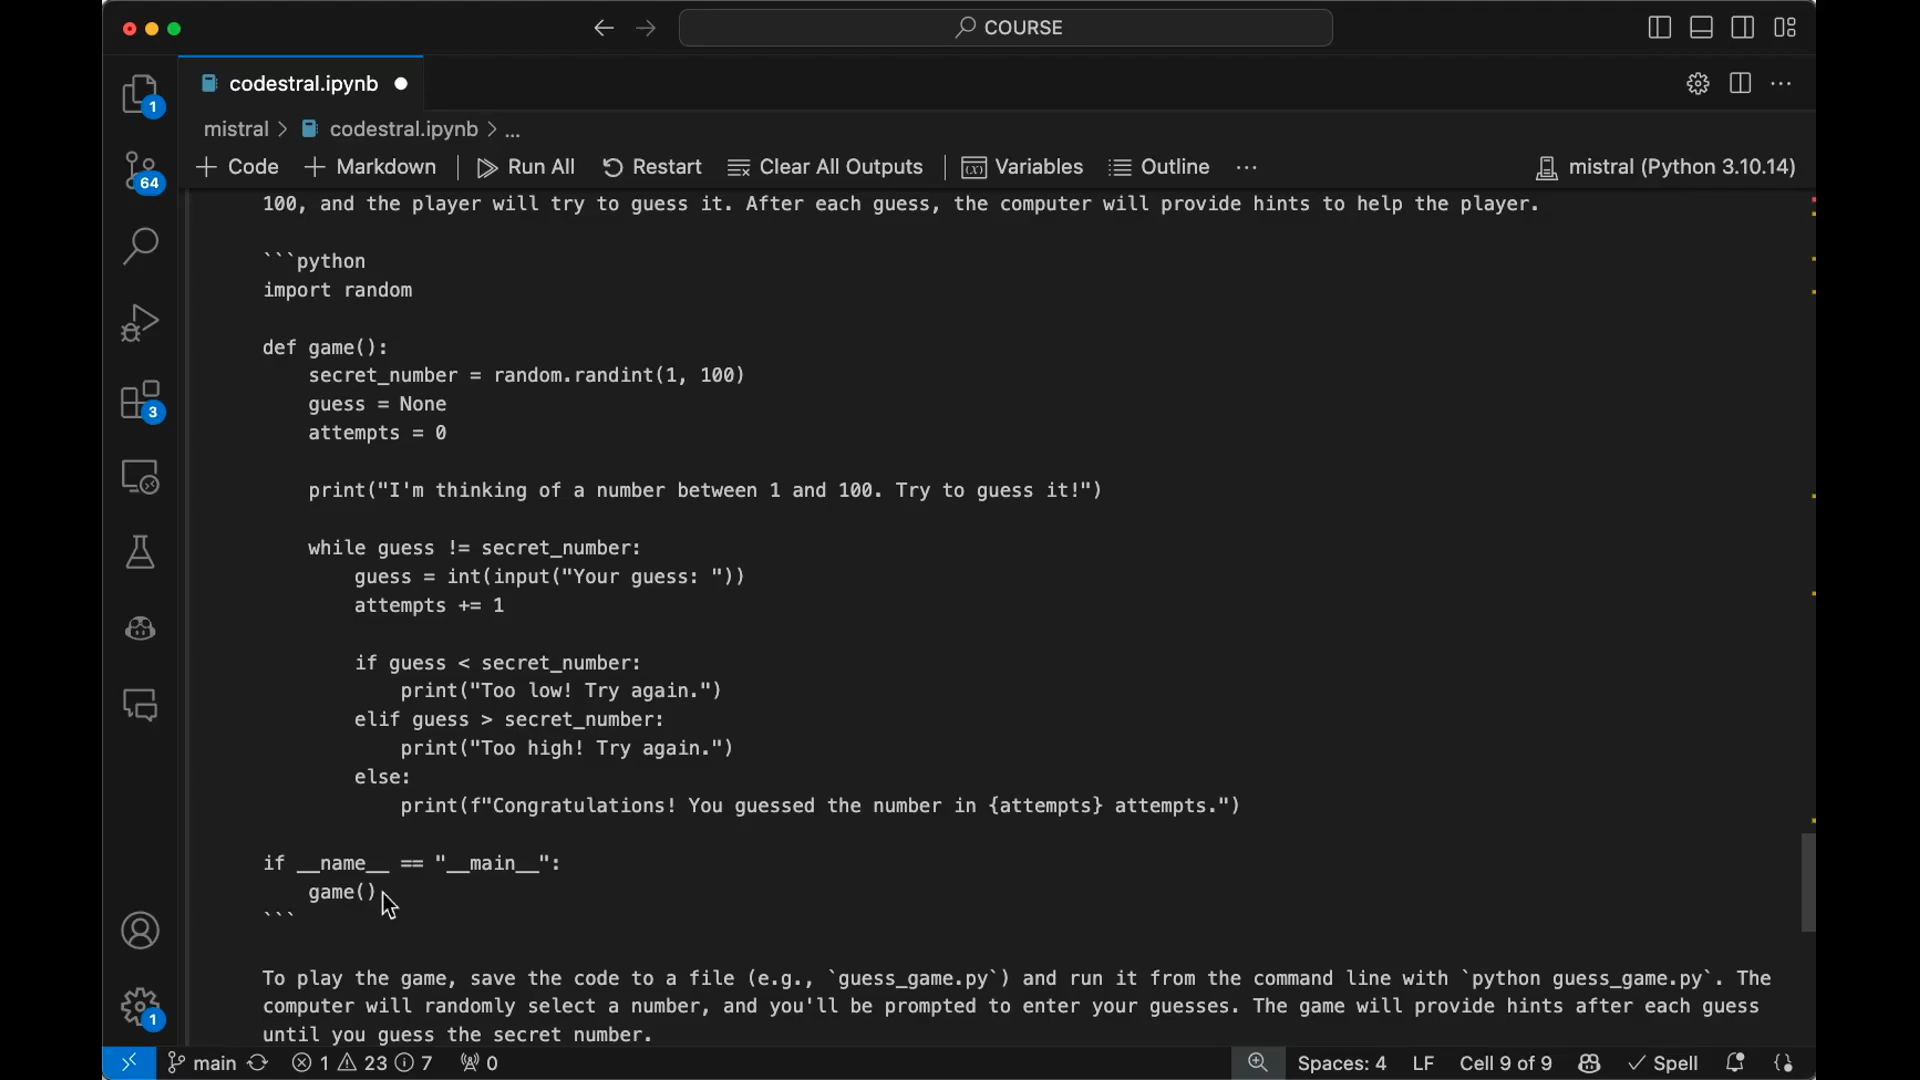 COURSE
codestral.ipynb
mistral > codestral.ipynb > ...
Code Markdown Run All Restart Clear All Outputs Variables Outline ... mistral (Python 3.10.14)
1
64
3
1
100, and the player will try to guess it. After each guess, the computer will provide hints to help the player.
```python
import random
def game():
    secret_number = random.randint(1, 100)
    guess = None
    attempts = 0
    print("I'm thinking of a number between 1 and 100. Try to guess it!")
    while guess != secret_number:
        guess = int(input("Your guess: "))
        attempts += 1
        if guess < secret_number:
            print("Too low! Try again.")
        elif guess > secret_number:
            print("Too high! Try again.")
        else:
            print(f"Congratulations! You guessed the number in {attempts} attempts.")
if __name__ == "__main__":
    game()
```
To play the game, save the code to a file (e.g., `guess_game.py`) and run it from the command line with `python guess_game.py`. The
computer will randomly select a number, and you'll be prompted to enter your guesses. The game will provide hints after each guess
until you guess the secret number.
main 1 23 7 0 Spaces: 4 LF Cell 9 of 9 Spell